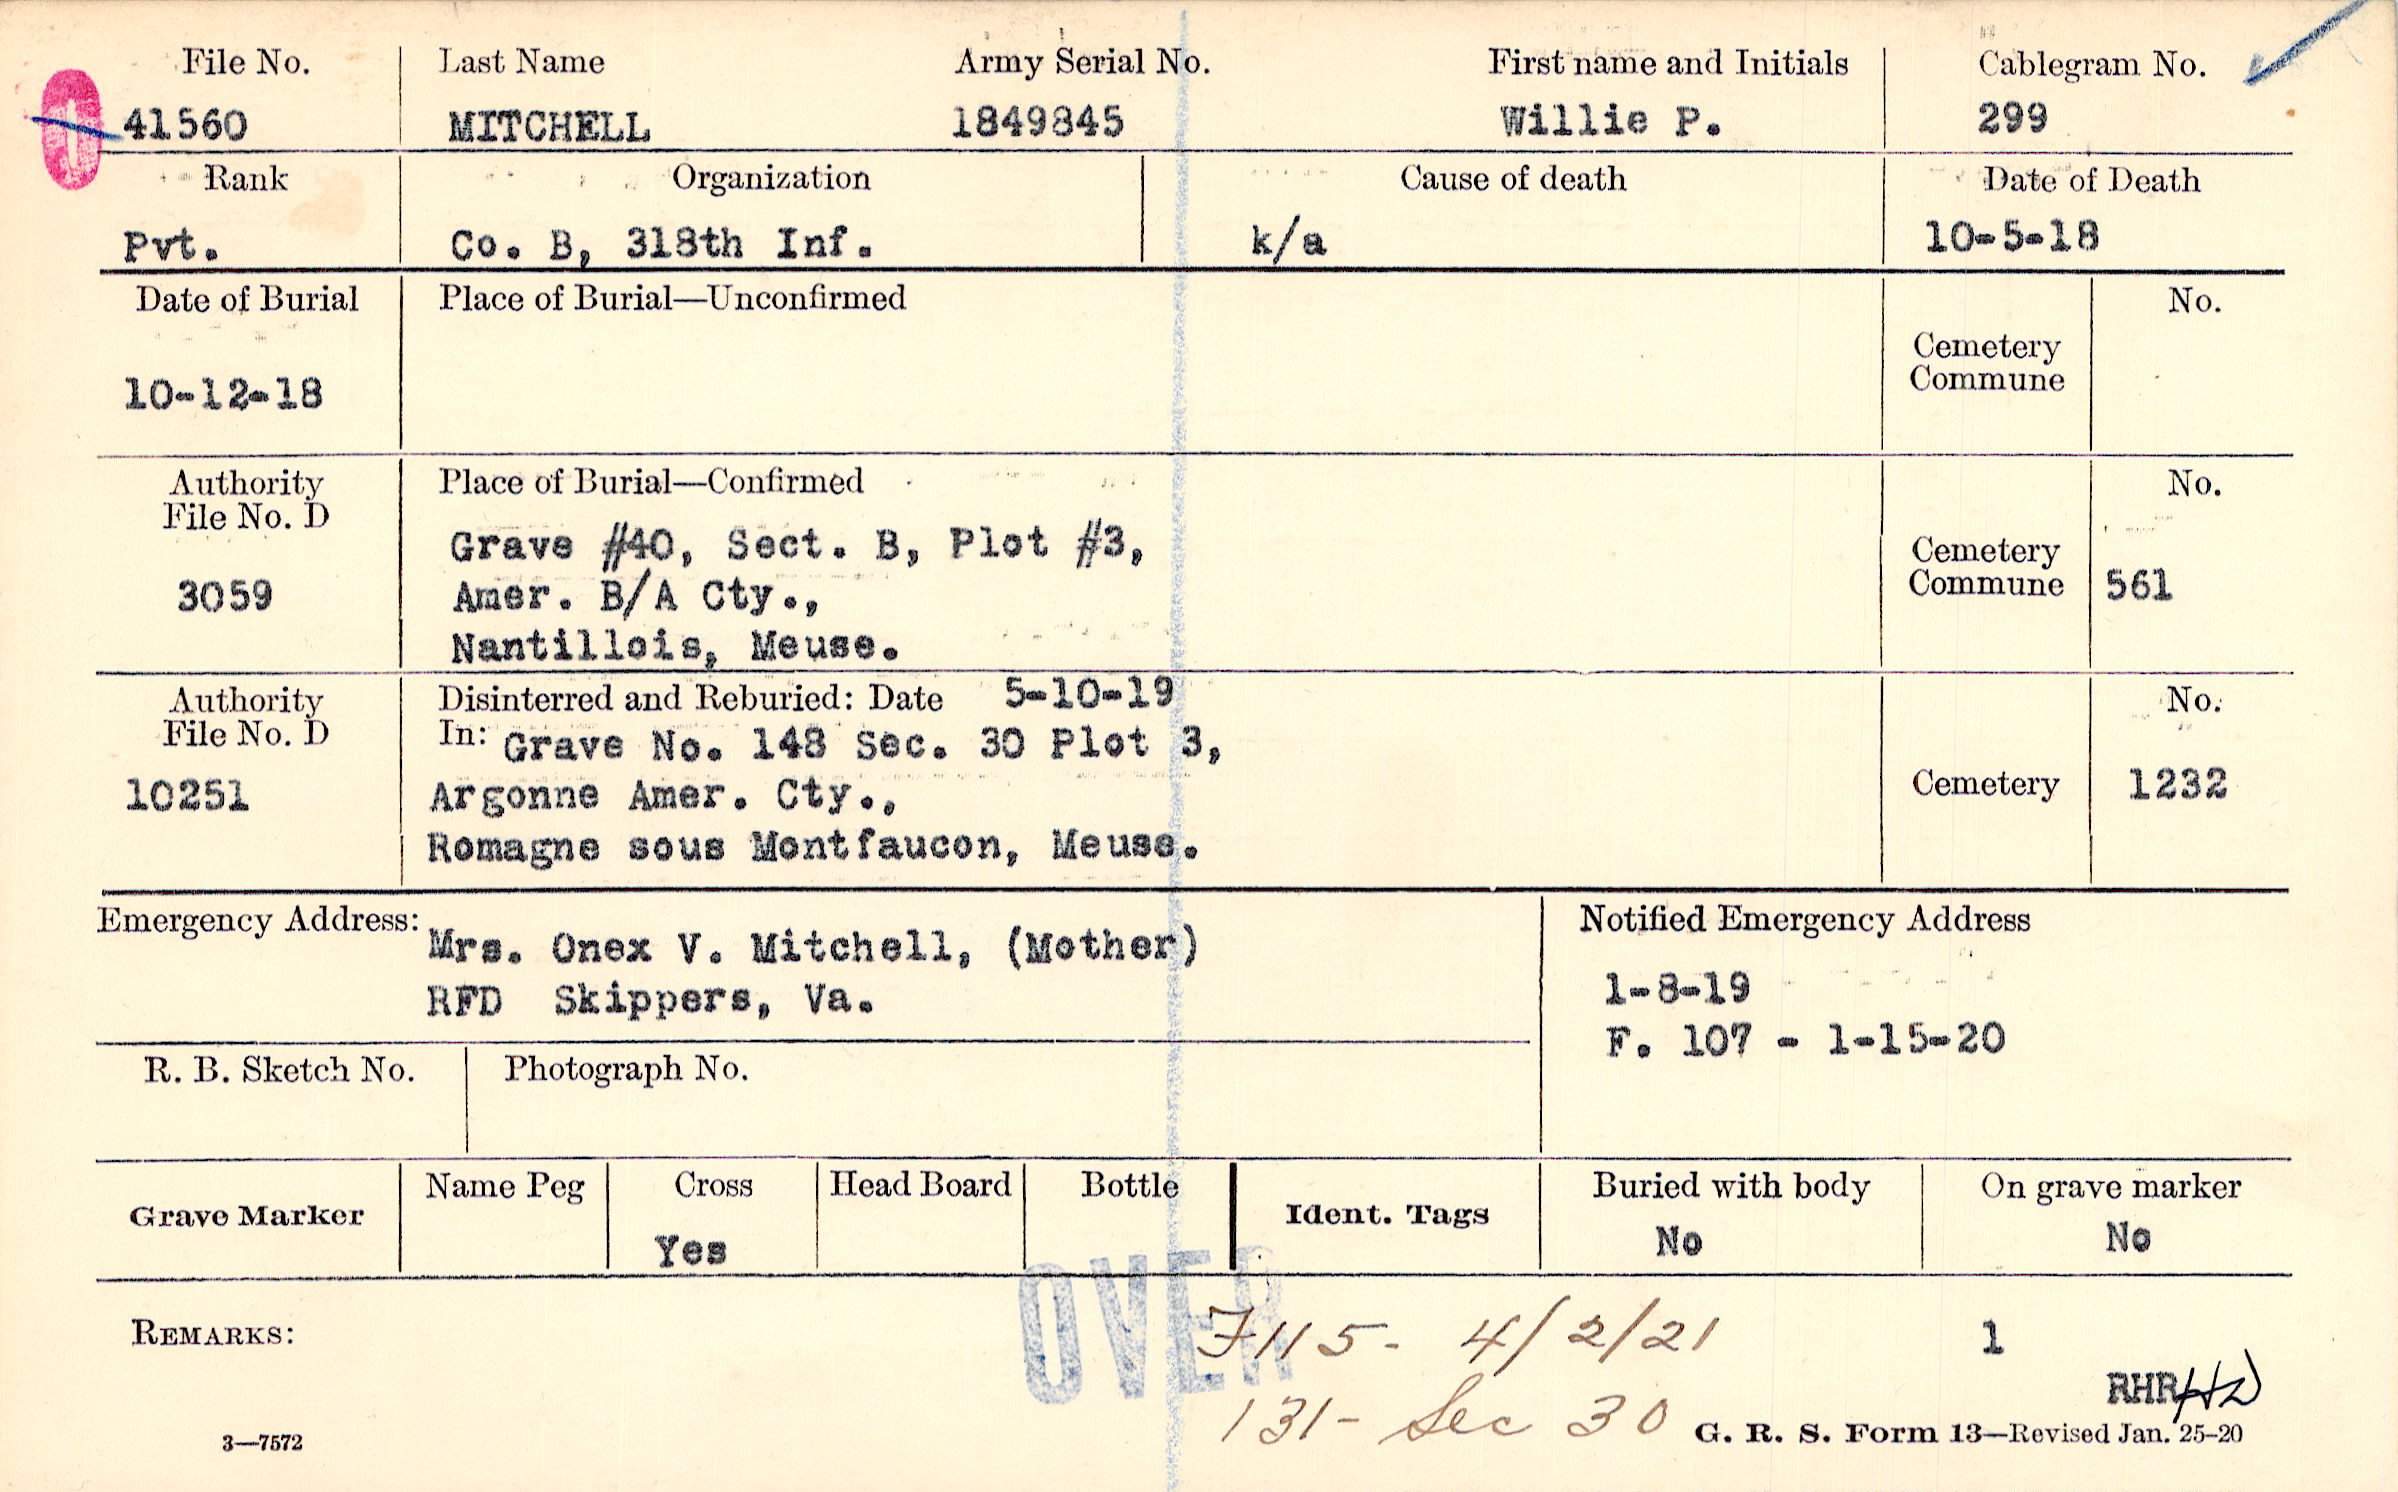 File No. Last Name Army Serial No. First name and Initials Cablegram No.
41560 MITCHELL 1849845 Willie P. 299
Rank Organization Cause of death Date of Death
Pvt. Co. B, 318th Inf. k/a 10-5-18
Date of Burial Place of Burial—Unconfirmed No.
Cemetery
Commune
10-12-18
Authority Place of Burial—Confirmed No.
File No. D
Grave #40, Sect. B, Plot #3,
Cemetery
3059 Amer. B/A Cty., Commune 561
Nantillois, Meuse.
Authority Disinterred and Reburied: Date 5-10-19 No.
File No. D In: Grave No. 148 Sec. 30 Plot 3,
10251 Argonne Amer. Cty., Cemetery 1232
Romagne sous Montfaucon, Meuse.
Emergency Address: Mrs. Onex V. Mitchell, (Mother) Notified Emergency Address
RFD Skippers, Va. 1-8-19
F. 107 - 1-15-20
R. B. Sketch No. Photograph No.
Grave Marker Name Peg Cross Head Board Bottle Ident. Tags Buried with body On grave marker
Yes No No
OVER
REMARKS: F115- 4/2/21 1
RHR HD
131- Sec 30
3—7572 G. R. S. Form 13—Revised Jan. 25-20